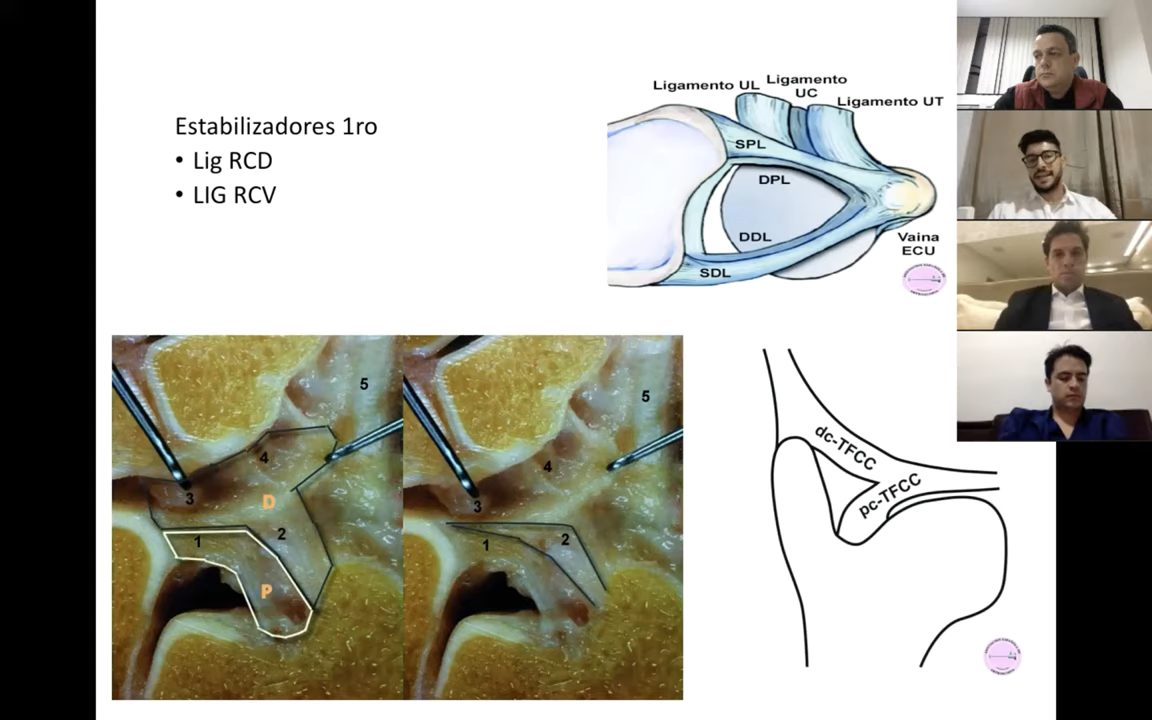 Estabilizadores 1ro
• Lig RCD
• LIG RCV
Ligamento UL
Ligamento
UC
Ligamento UT
SPL
DPL
DDL
SDL
Vaina
ECU
5
4
3
D
2
1
P
5
4
3
2
1
dc-TFCC
pc-TFCC